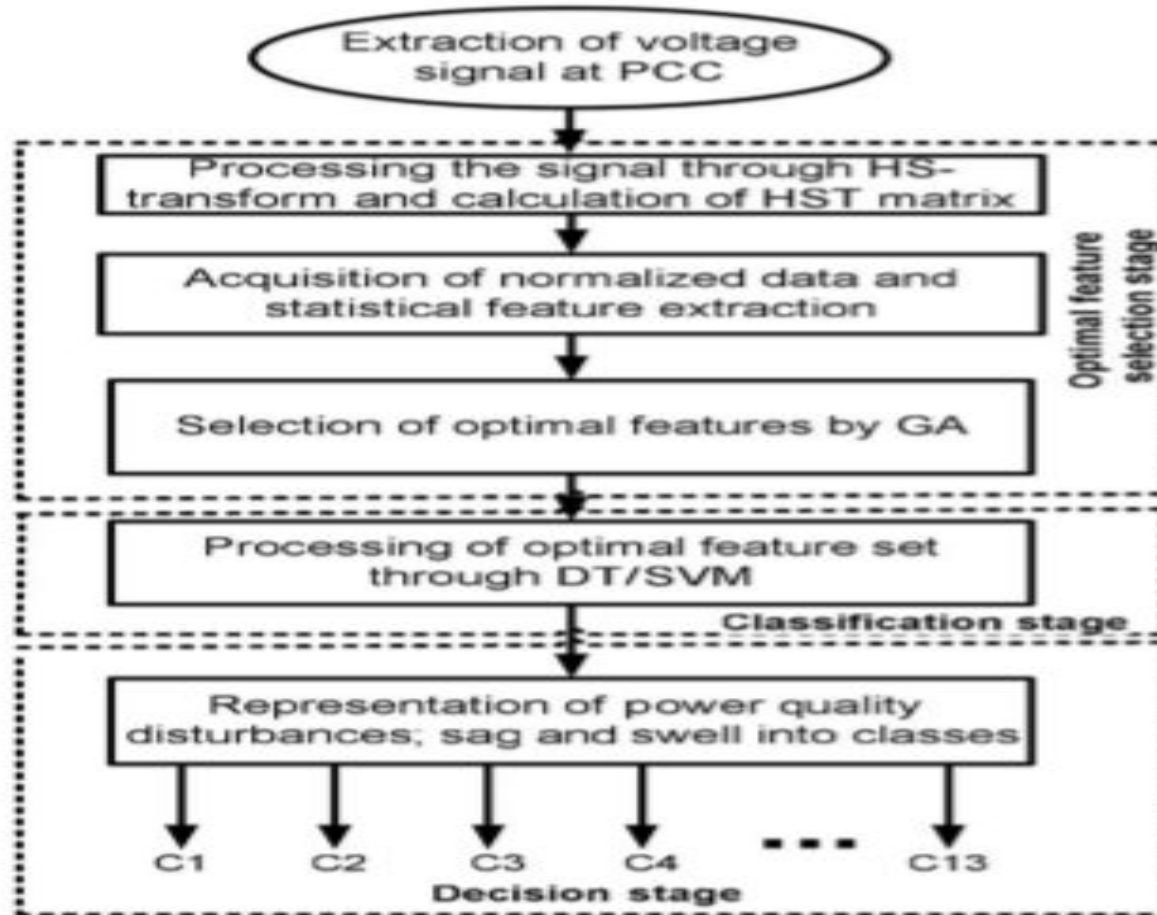 Extraction of voltage
signal at PCC
Processing the signal through HS-
transform and calculation of HST matrix
Acquisition of normalized data and
statistical feature extraction
Selection of optimal features by GA
Optimal feature
selection stage
Processing of optimal feature set
through DT/SVM
Classification stage
Representation of power quality
disturbances; sag and swell into classes
C1 C2 C3 C4 ... C13
Decision stage